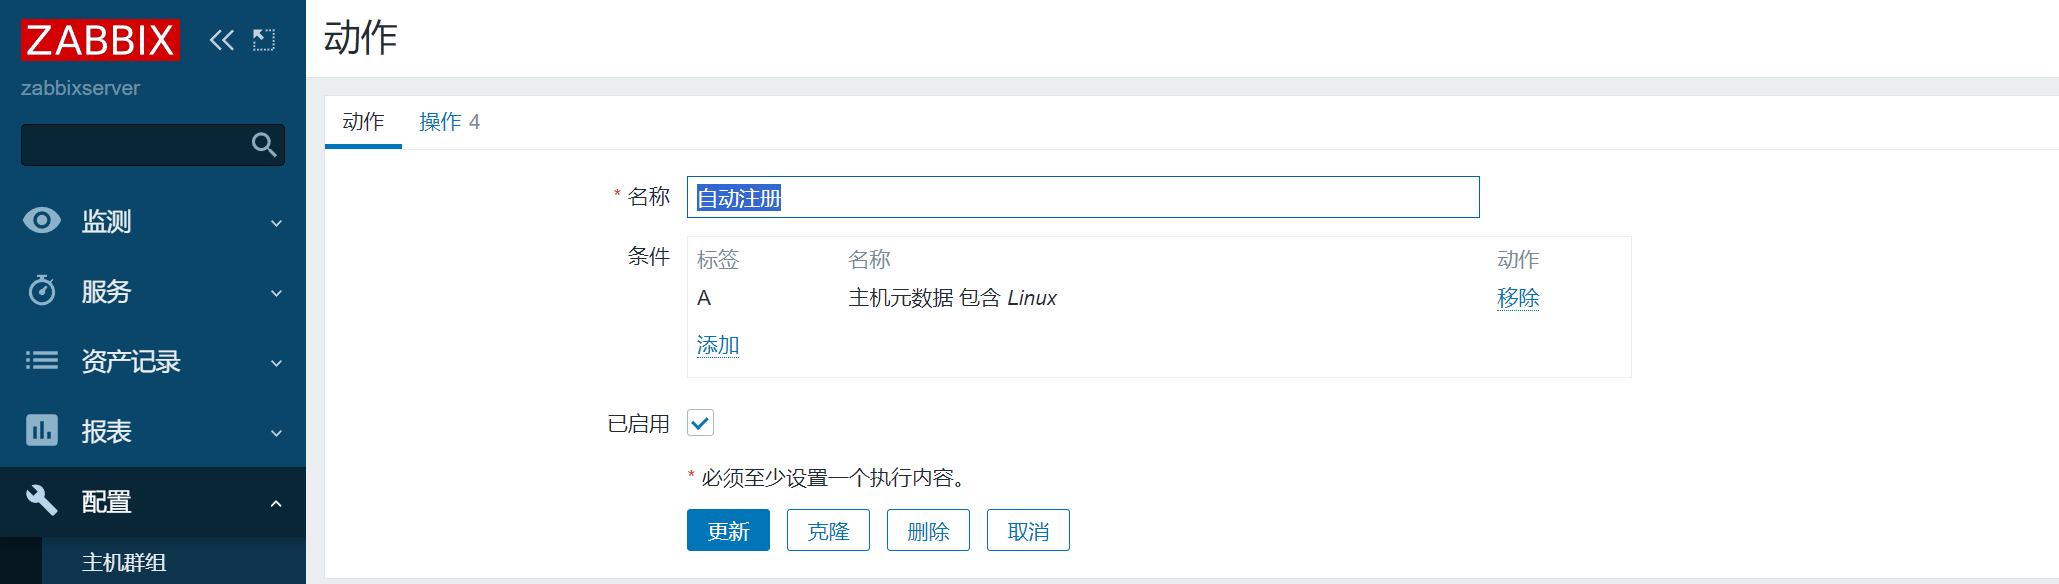 ZABBIX
zabbixserver
监测
服务
资产记录
报表
配置
主机群组
动作
动作 操作 4
* 名称 自动注册
条件 标签 名称 动作
A 主机元数据 包含 Linux 移除
添加
已启用
* 必须至少设置一个执行内容。
更新 克隆 删除 取消